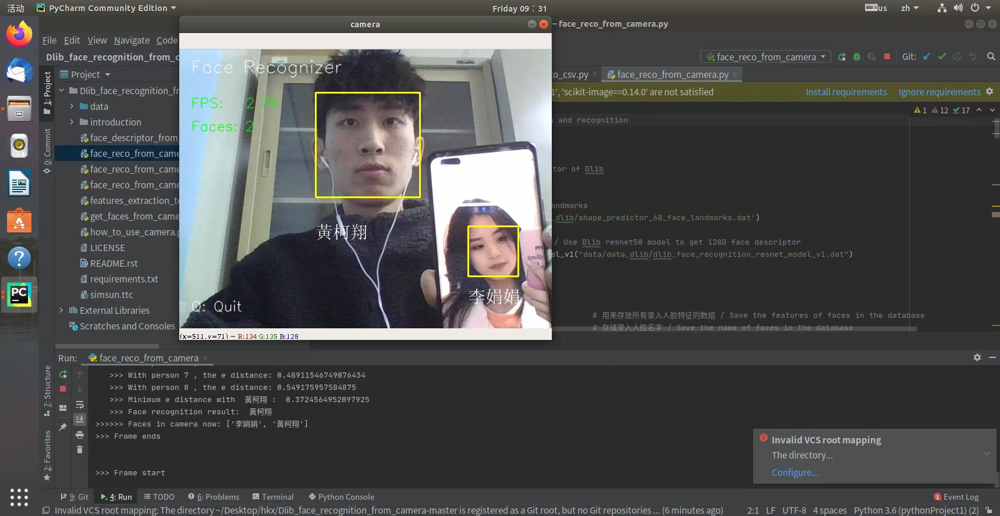 活动
PyCharm Community Edition
Friday 09:31
us
zh
camera
– face_reco_from_camera.py
File Edit View Navigate Code
Dlib_face_recognition_from_c
face_reco_from_camera
Git:
Project
to_csv.py
face_reco_from_camera.py
Dlib_face_recognition_fr
data
introduction
face_descriptor_from_
face_reco_from_came
face_reco_from_came
face_reco_from_came
features_extraction_to
get_faces_from_came
how_to_use_camera.p
LICENSE
README.rst
requirements.txt
simsun.ttc
External Libraries
Scratches and Consoles
1: Project
0: Commit
7: Structure
2: Favorites
Face Recognizer
FPS: 2.79
Faces: 2
黄柯翔
李娟娟
Q: Quit
(x=511, y=71) ~ R:134 G:135 B:128
1', 'scikit-image==0.14.0' are not satisfied
Install requirements
Ignore requirements
1 12 17
and recognition
tor of Dlib
andmarks
_dlib/shape_predictor_68_face_landmarks.dat')
/ Use Dlib resnet50 model to get 128D face descriptor
el_v1("data/data_dlib/dlib_face_recognition_resnet_model_v1.dat")
# 用来存放所有录入人脸特征的数组 / Save the features of faces in the database
# 存储录入人脸名字 / Save the name of faces in the database
Run:
face_reco_from_camera
>>> With person 7 , the e distance: 0.48911546749076434
>>> With person 8 , the e distance: 0.549175957584875
>>> Minimum e distance with 黄柯翔 : 0.3724564952097925
>>> Face recognition result: 黄柯翔
>>>>>> Faces in camera now: ['李娟娟', '黄柯翔']
>>> Frame ends
>>> Frame start
Invalid VCS root mapping
The directory...
Configure...
9: Git
4: Run
TODO
6: Problems
Terminal
Python Console
1 Event Log
Invalid VCS root mapping: The directory ~/Desktop/hkx/Dlib_face_recognition_from_camera-master is registered as a Git root, but no Git repositories ... (6 minutes ago)
2:1 LF UTF-8 4 spaces Python 3.6 (pythonProject1) (2)